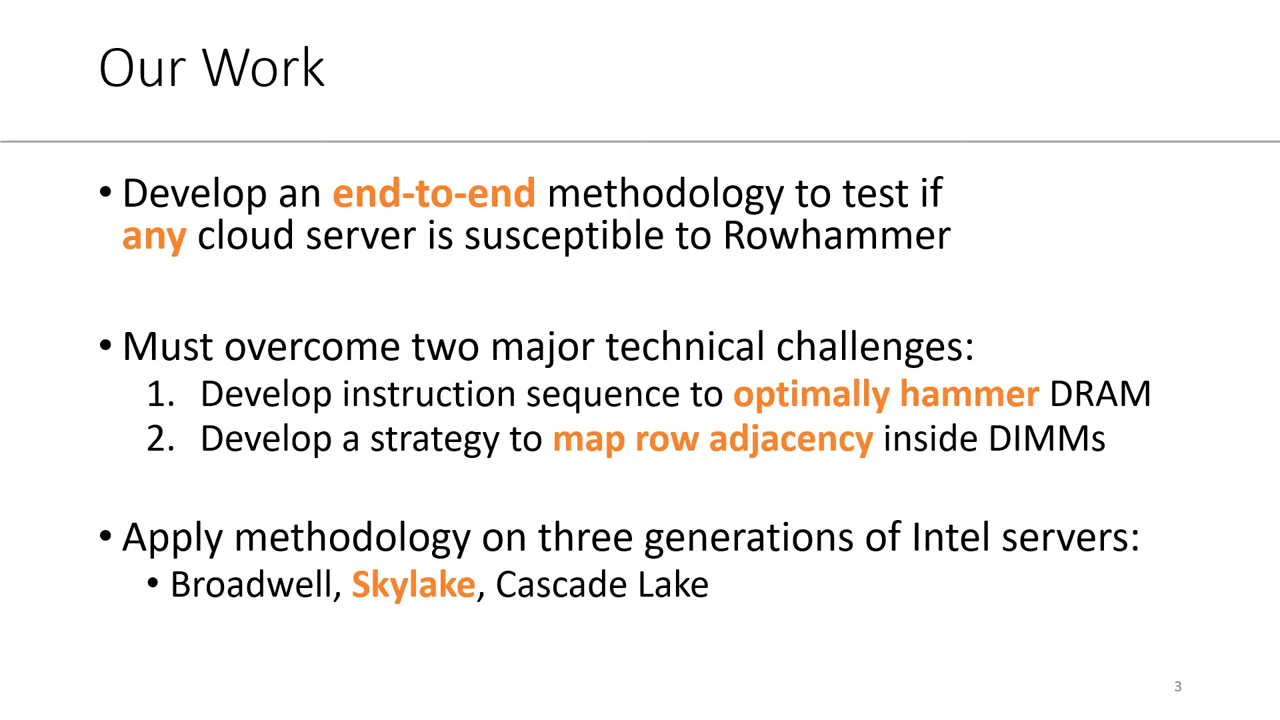 Our Work
• Develop an end-to-end methodology to test if
any cloud server is susceptible to Rowhammer
• Must overcome two major technical challenges:
1. Develop instruction sequence to optimally hammer DRAM
2. Develop a strategy to map row adjacency inside DIMMs
• Apply methodology on three generations of Intel servers:
• Broadwell, Skylake, Cascade Lake
3